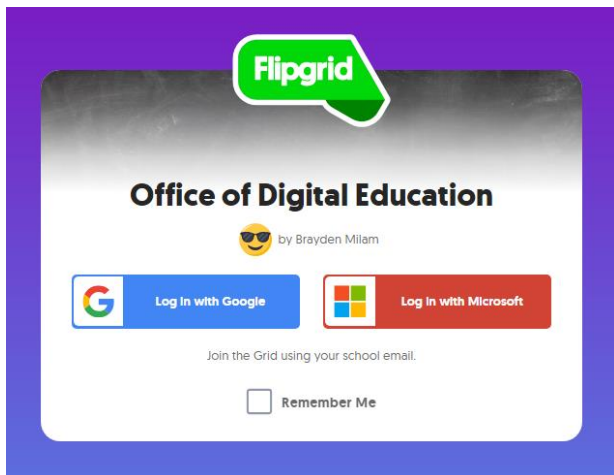 Flipgrid
Office of Digital Education
by Brayden Milam
Log in with Google
Log in with Microsoft
Join the Grid using your school email.
Remember Me